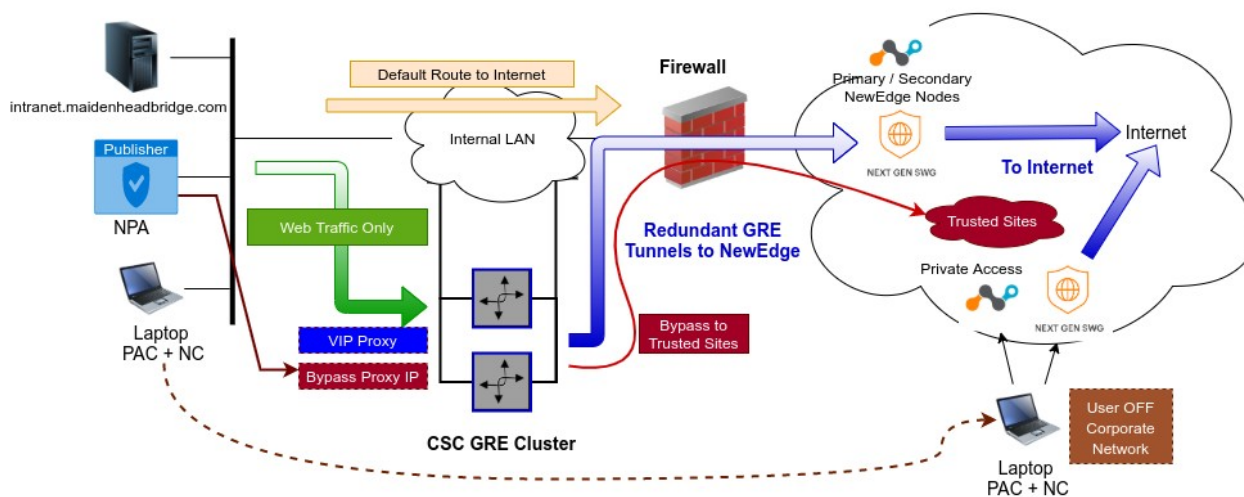 intranet.maidenheadbridge.com
Publisher
NPA
Laptop
PAC + NC
Default Route to Internet
Internal LAN
Web Traffic Only
VIP Proxy
Bypass Proxy IP
CSC GRE Cluster
Firewall
Redundant GRE
Tunnels to NewEdge
Bypass to
Trusted Sites
Primary / Secondary
NewEdge Nodes
NEXT GEN SWG
Internet
To Internet
Trusted Sites
Private Access
NEXT GEN SWG
Laptop
PAC + NC
User OFF
Corporate
Network